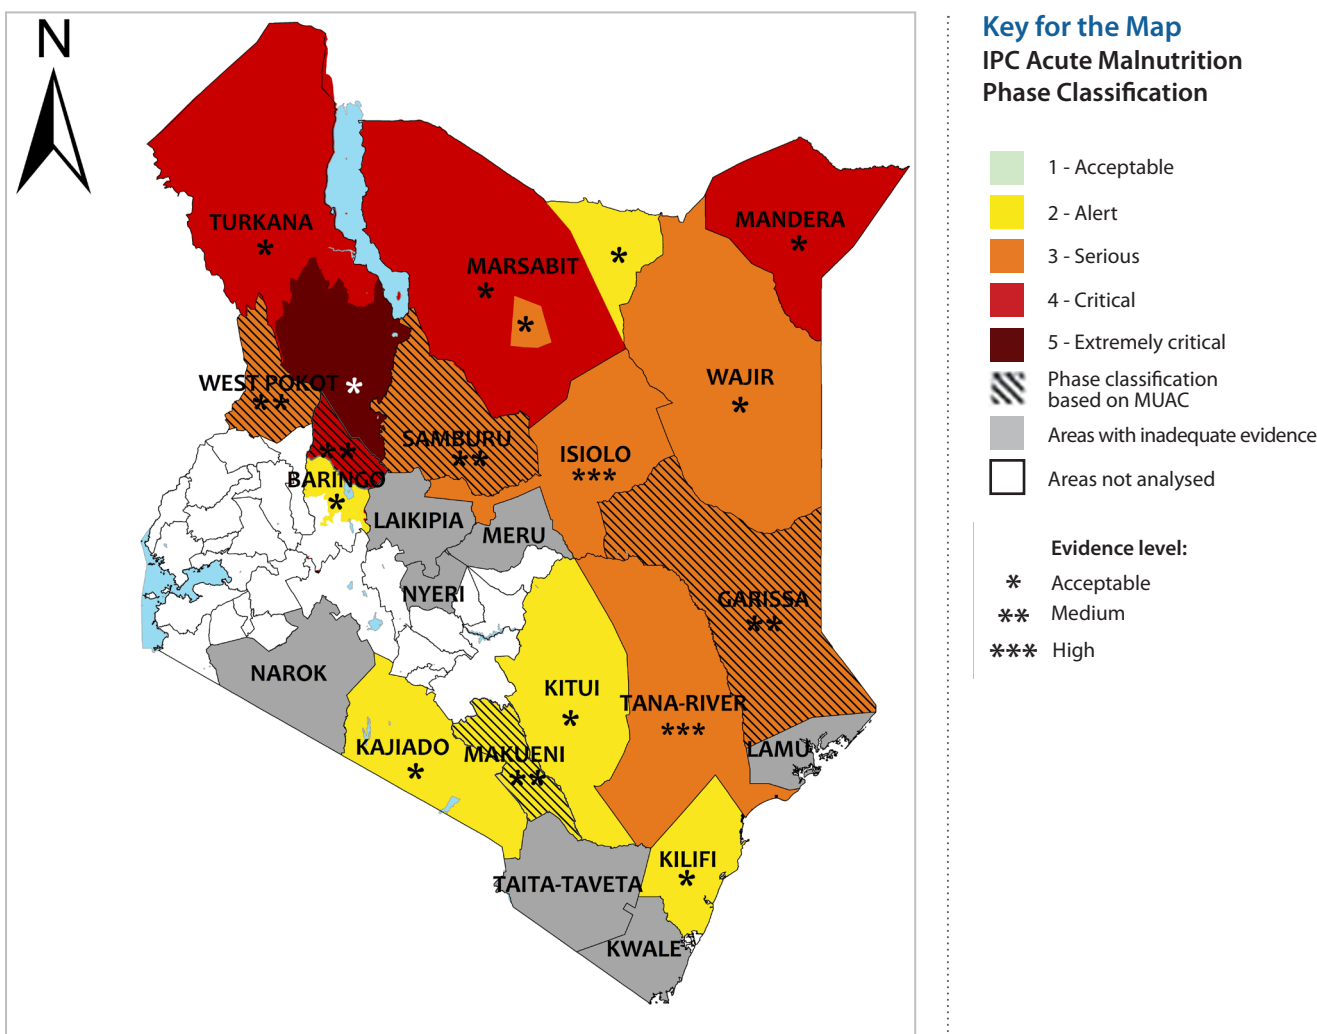 N
TURKANA
*
MARSABIT
*
*
*
MANDERA
*
WEST POKOT
**
*
WAJIR
*
**
SAMBURU
**
ISIOLO
***
BARINGO
*
LAIKIPIA
MERU
NYERI
GARISSA
**
NAROK
KITUI
*
TANA-RIVER
***
KAJIADO
*
MAKUENI
**
LAMU
KILIFI
*
TAITA-TAVETA
KWALE
Key for the Map
IPC Acute Malnutrition
Phase Classification
1 - Acceptable
2 - Alert
3 - Serious
4 - Critical
5 - Extremely critical
Phase classification
based on MUAC
Areas with inadequate evidence
Areas not analysed
Evidence level:
* Acceptable
** Medium
*** High